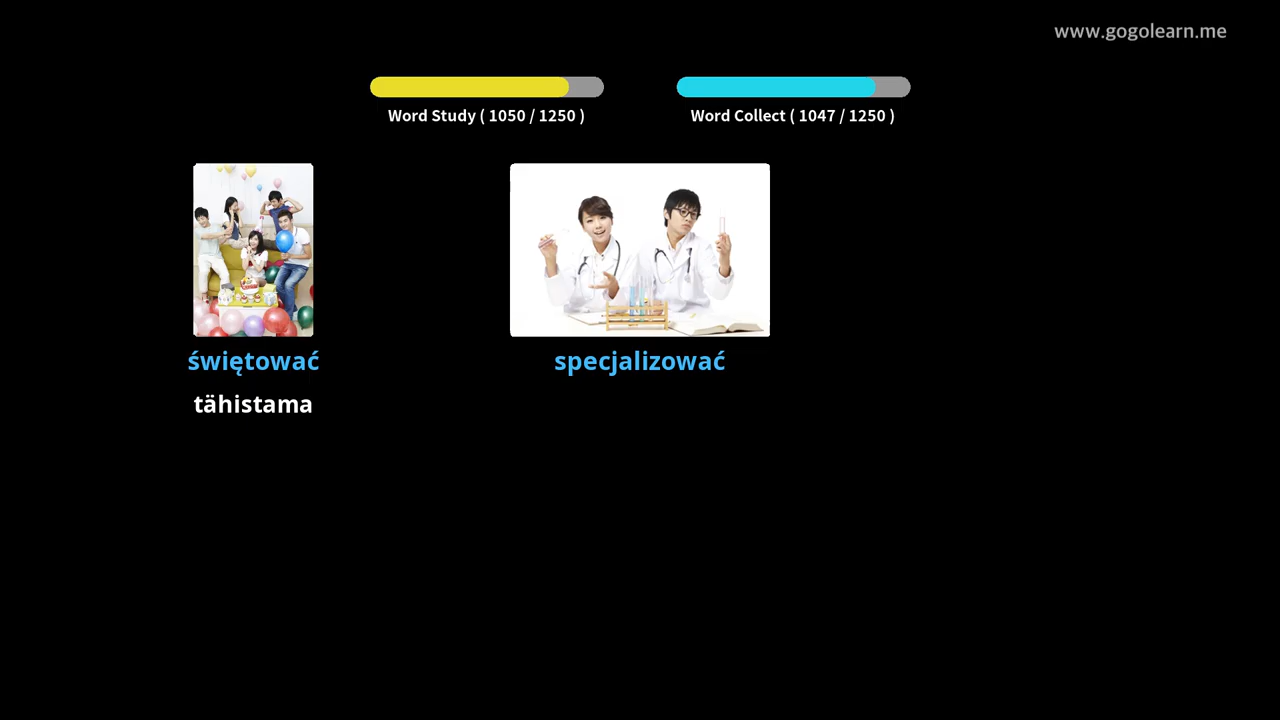 www.gogolearn.me
Word Study ( 1050 / 1250 )
Word Collect ( 1047 / 1250 )
świętować
specjalizować
tähistama